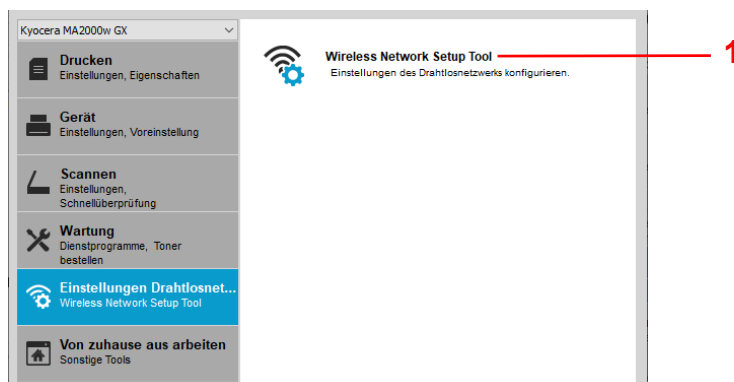 Kyocera MA2000w GX
Drucken
Einstellungen, Eigenschaften
Gerät
Einstellungen, Voreinstellung
Scannen
Einstellungen,
Schnellüberprüfung
Wartung
Dienstprogramme, Toner
bestellen
Einstellungen Drahtlosnet...
Wireless Network Setup Tool
Von zuhause aus arbeiten
Sonstige Tools
Wireless Network Setup Tool
Einstellungen des Drahtlosnetzwerks konfigurieren.
1